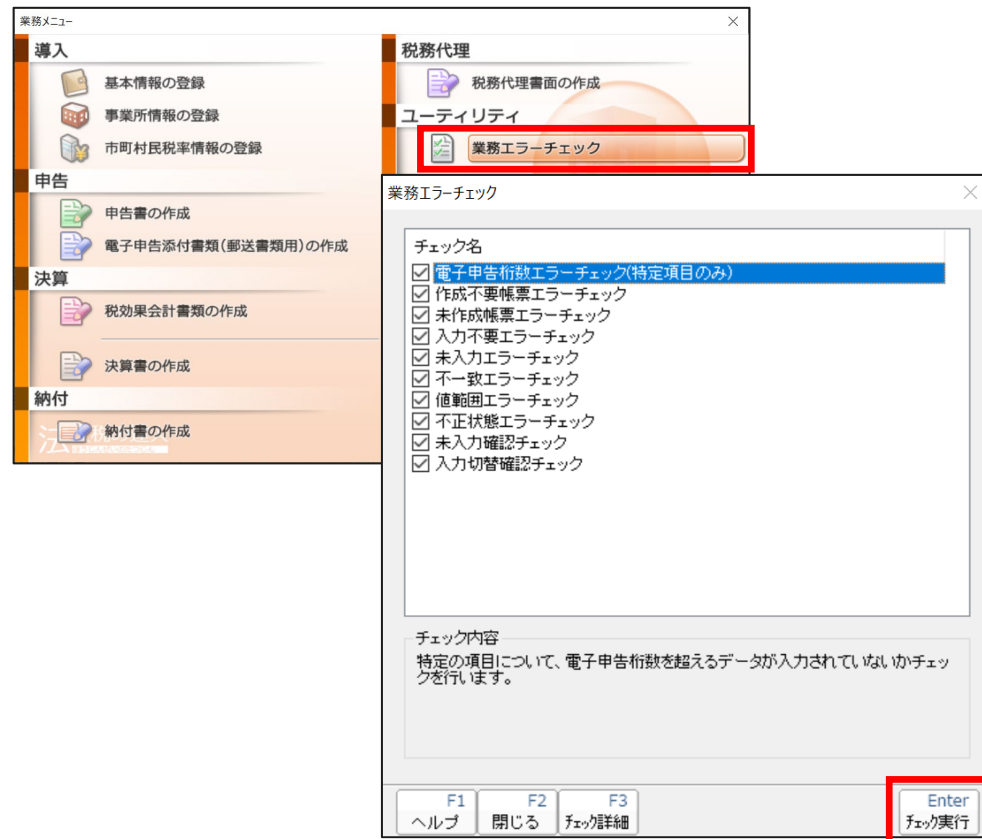 業務メニュー
導入
基本情報の登録
事業所情報の登録
市町村民税率情報の登録
申告
申告書の作成
電子申告添付書類(郵送書類用)の作成
決算
税効果会計書類の作成
決算書の作成
納付
納付書の作成
税務代理
税務代理書面の作成
ユーティリティ
業務エラーチェック
業務エラーチェック
チェック名
電子申告桁数エラーチェック(特定項目のみ)
作成不要帳票エラーチェック
未作成帳票エラーチェック
入力不要エラーチェック
未入力エラーチェック
不一致エラーチェック
値範囲エラーチェック
不正状態エラーチェック
未入力確認チェック
入力切替確認チェック
チェック内容
特定の項目について、電子申告桁数を超えるデータが入力されていないかチェッ
クを行います。
F1
ヘルプ
F2
閉じる
F3
チェック詳細
Enter
チェック実行